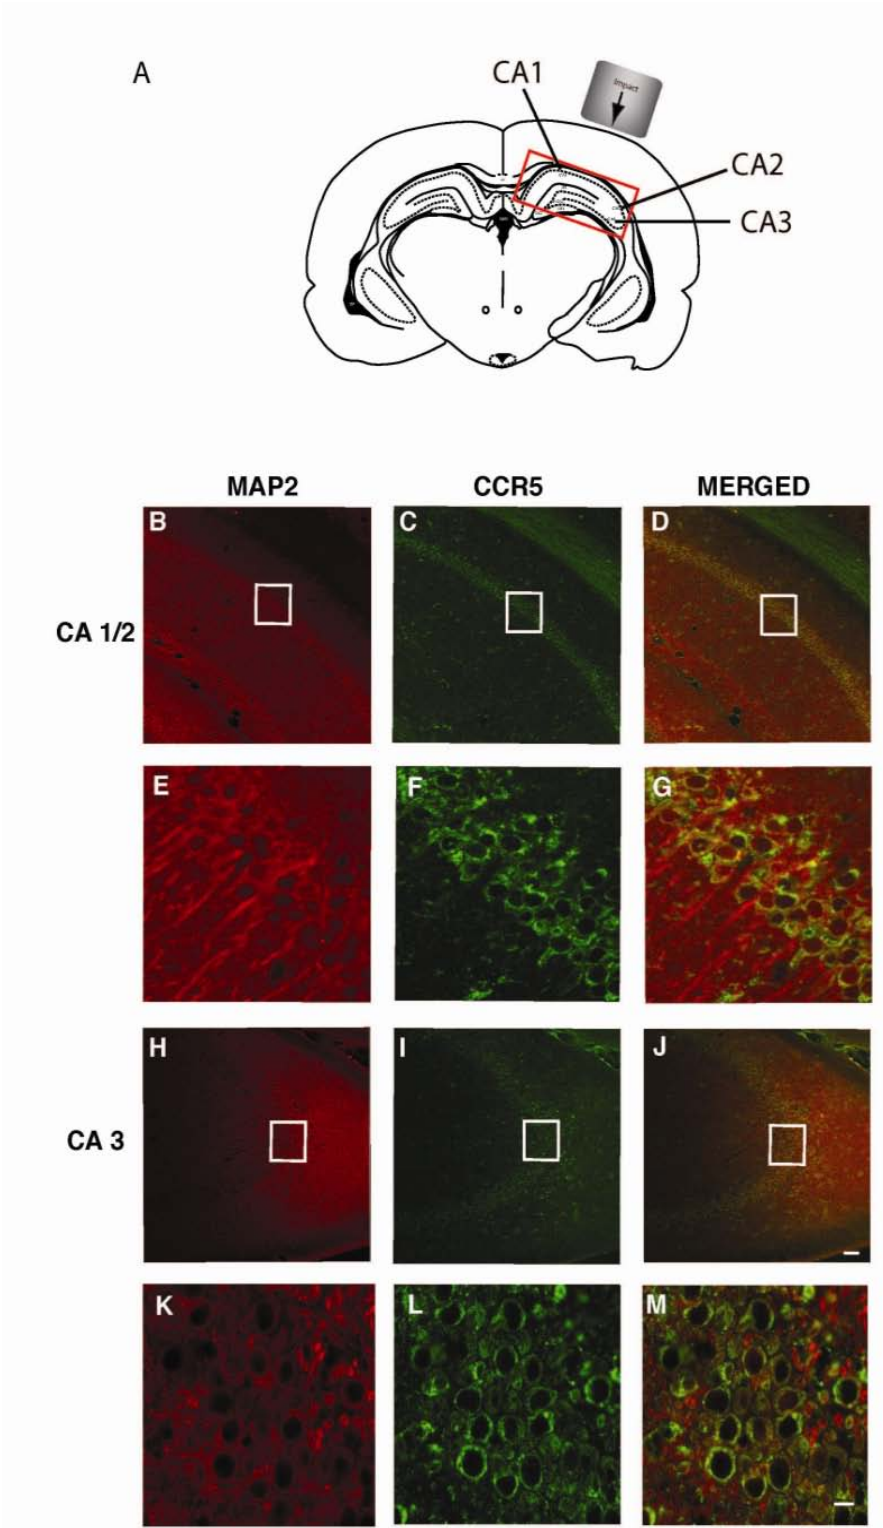 A
CA1
Impact
CA2
CA3
MAP2 CCR5 MERGED
B C D
CA 1/2
E F G
H I J
CA 3
K L M